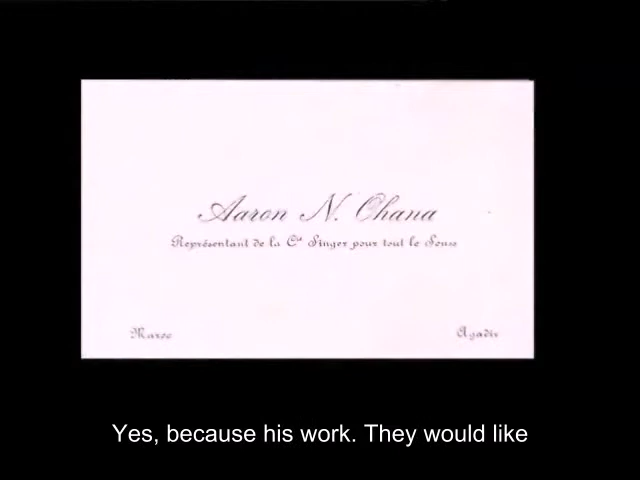 Aaron N. Ohana
Représentant de la Cie Singer pour tout le Souss
Maroc
Agadir
Yes, because his work. They would like